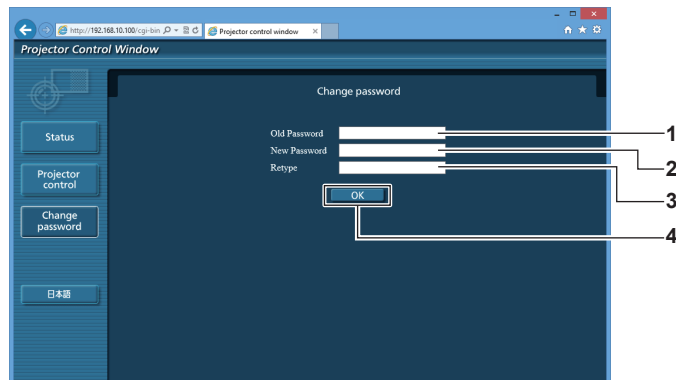 http://192.168.10.100/cgi-bin
Projector control window
Projector Control Window
Change password
Status
Projector
control
Change
password
日本語
Old Password
New Password
Retype
OK
1
2
3
4